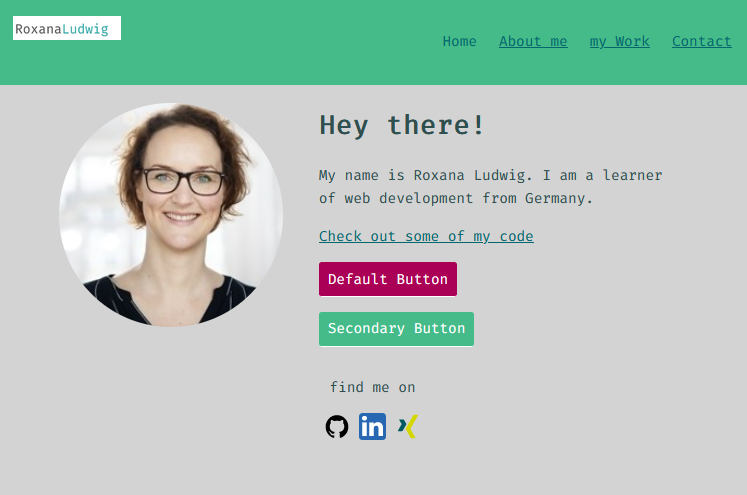 RoxanaLudwig
Home About me my Work Contact
Hey there!
My name is Roxana Ludwig. I am a learner
of web development from Germany.
Check out some of my code
Default Button
Secondary Button
find me on
in